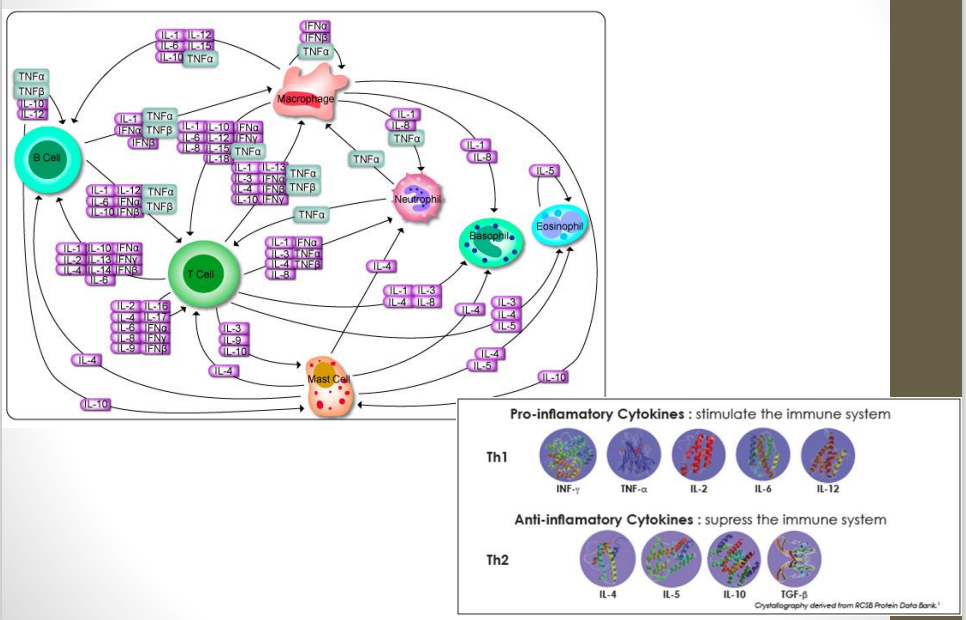 IFNα
IFNβ
TNFα
IL-1 IL-12
IL-6 IL-15
IL-10 TNFα
TNFα
TNFβ
IL-10
IL-12
Macrophage
IL-1 TNFα
IFNα TNFβ
IFNβ
IL-1 IL-10 IFNα
IL-6 IL-12 IFNγ
IL-8 IL-15 TNFα
IL-18
IL-1
IL-8
TNFα
IL-1
IL-8
B Cell
TNFα
IL-1 IL-13 TNFα
IL-3 IFNα
IL-4 IFNβ TNFβ
IL-10 IFNγ
IL-5
IL-1 IL-12 TNFα
IL-6 IFNα
IL-10 IFNβ TNFβ
Neutrophil
TNFα
Eosinophil
Basophil
IL-1 IL-10 IFNα
IL-2 IL-13 IFNγ
IL-4 IL-14 IFNβ
IL-6
T Cell
IL-1 IFNα
IL-3 TNFα
IL-4 TNFβ
IL-8
IL-4
IL-1 IL-3
IL-4 IL-8
IL-2 IL-16
IL-4 IL-17
IL-6 IFNα
IL-8 IFNγ
IL-9 IFNβ
IL-3
IL-9
IL-10
IL-4
IL-3
IL-4
IL-5
IL-4
IL-4
IL-4
IL-5
Mast Cell
IL-10
IL-10
Pro-inflamatory Cytokines : stimulate the immune system
Th1
INF-γ TNF-α IL-2 IL-6 IL-12
Anti-inflamatory Cytokines : supress the immune system
Th2
IL-4 IL-5 IL-10 TGF-β
Crystallography derived from RCSB Protein Data Bank.¹